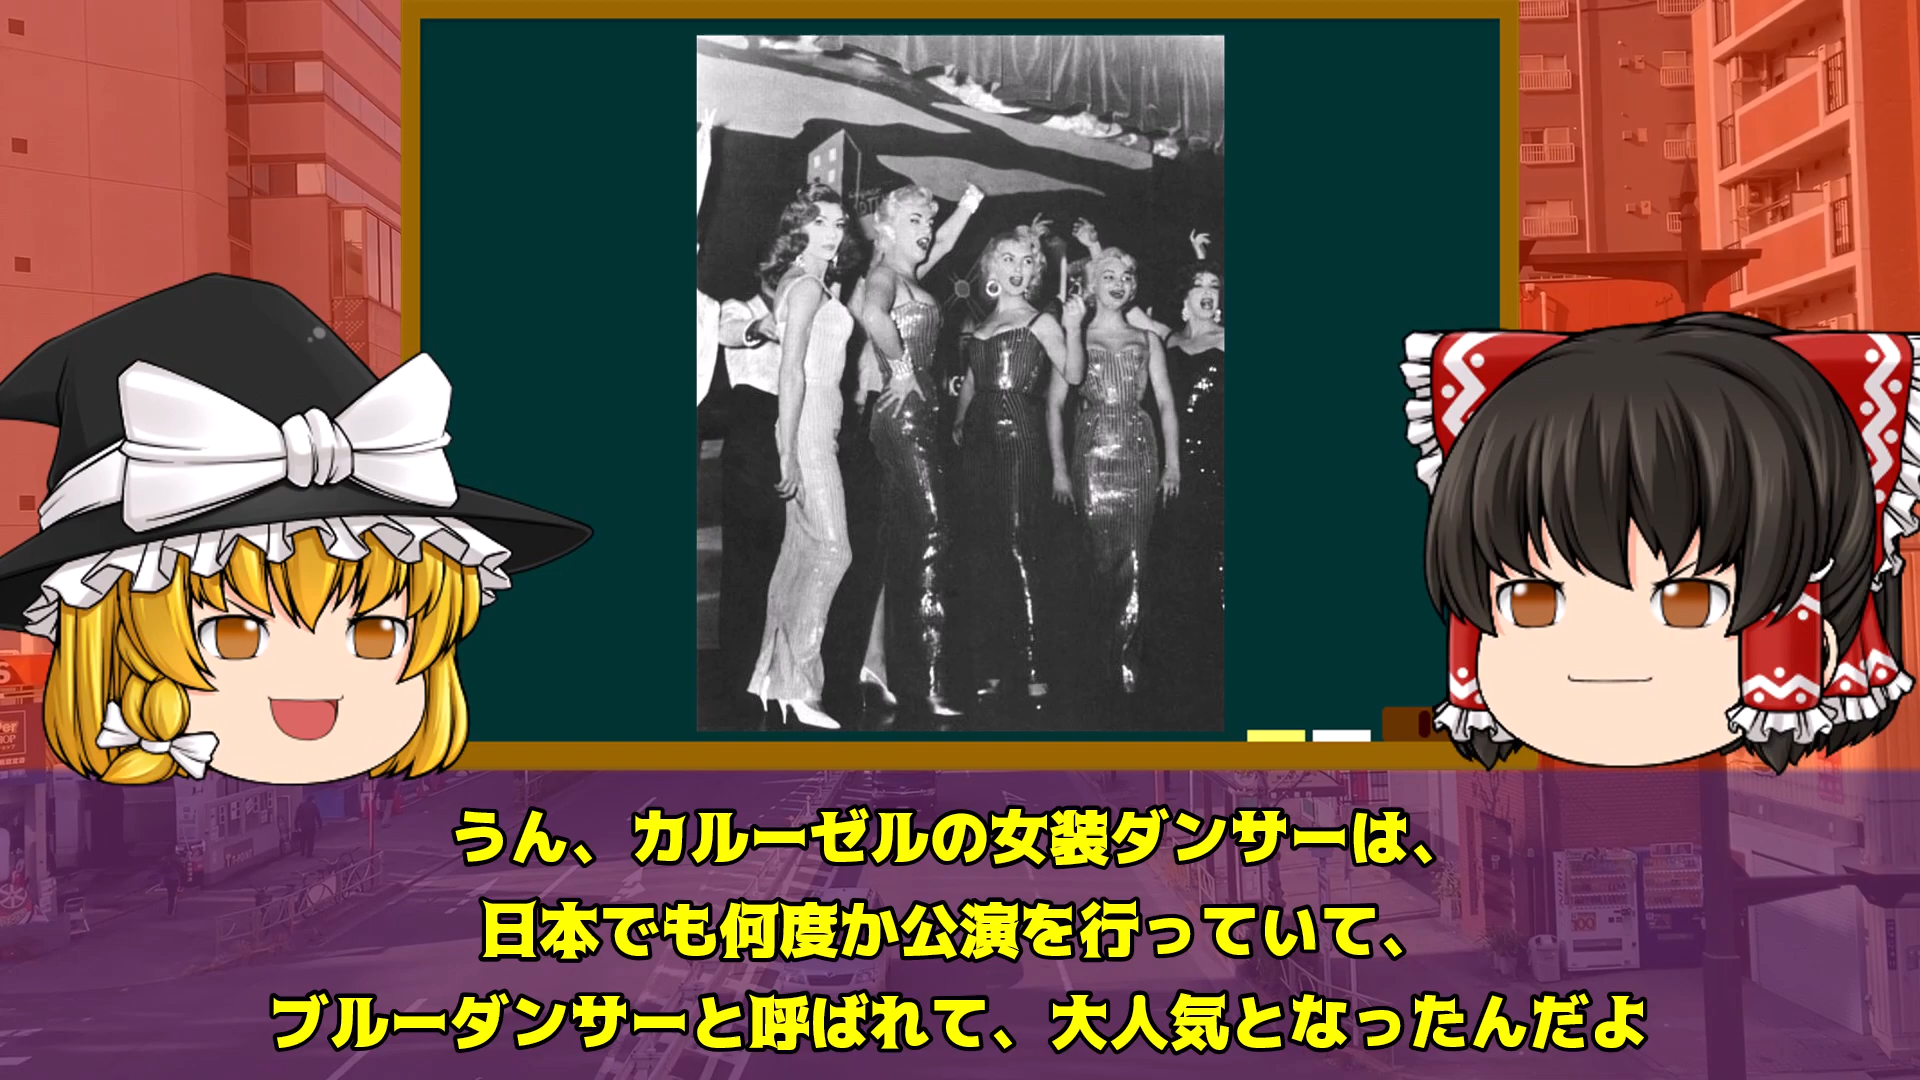 うん、カルーゼルの女装ダンサーは、
日本でも何度か公演を行っていて、
ブルーダンサーと呼ばれて、大人気となったんだよ